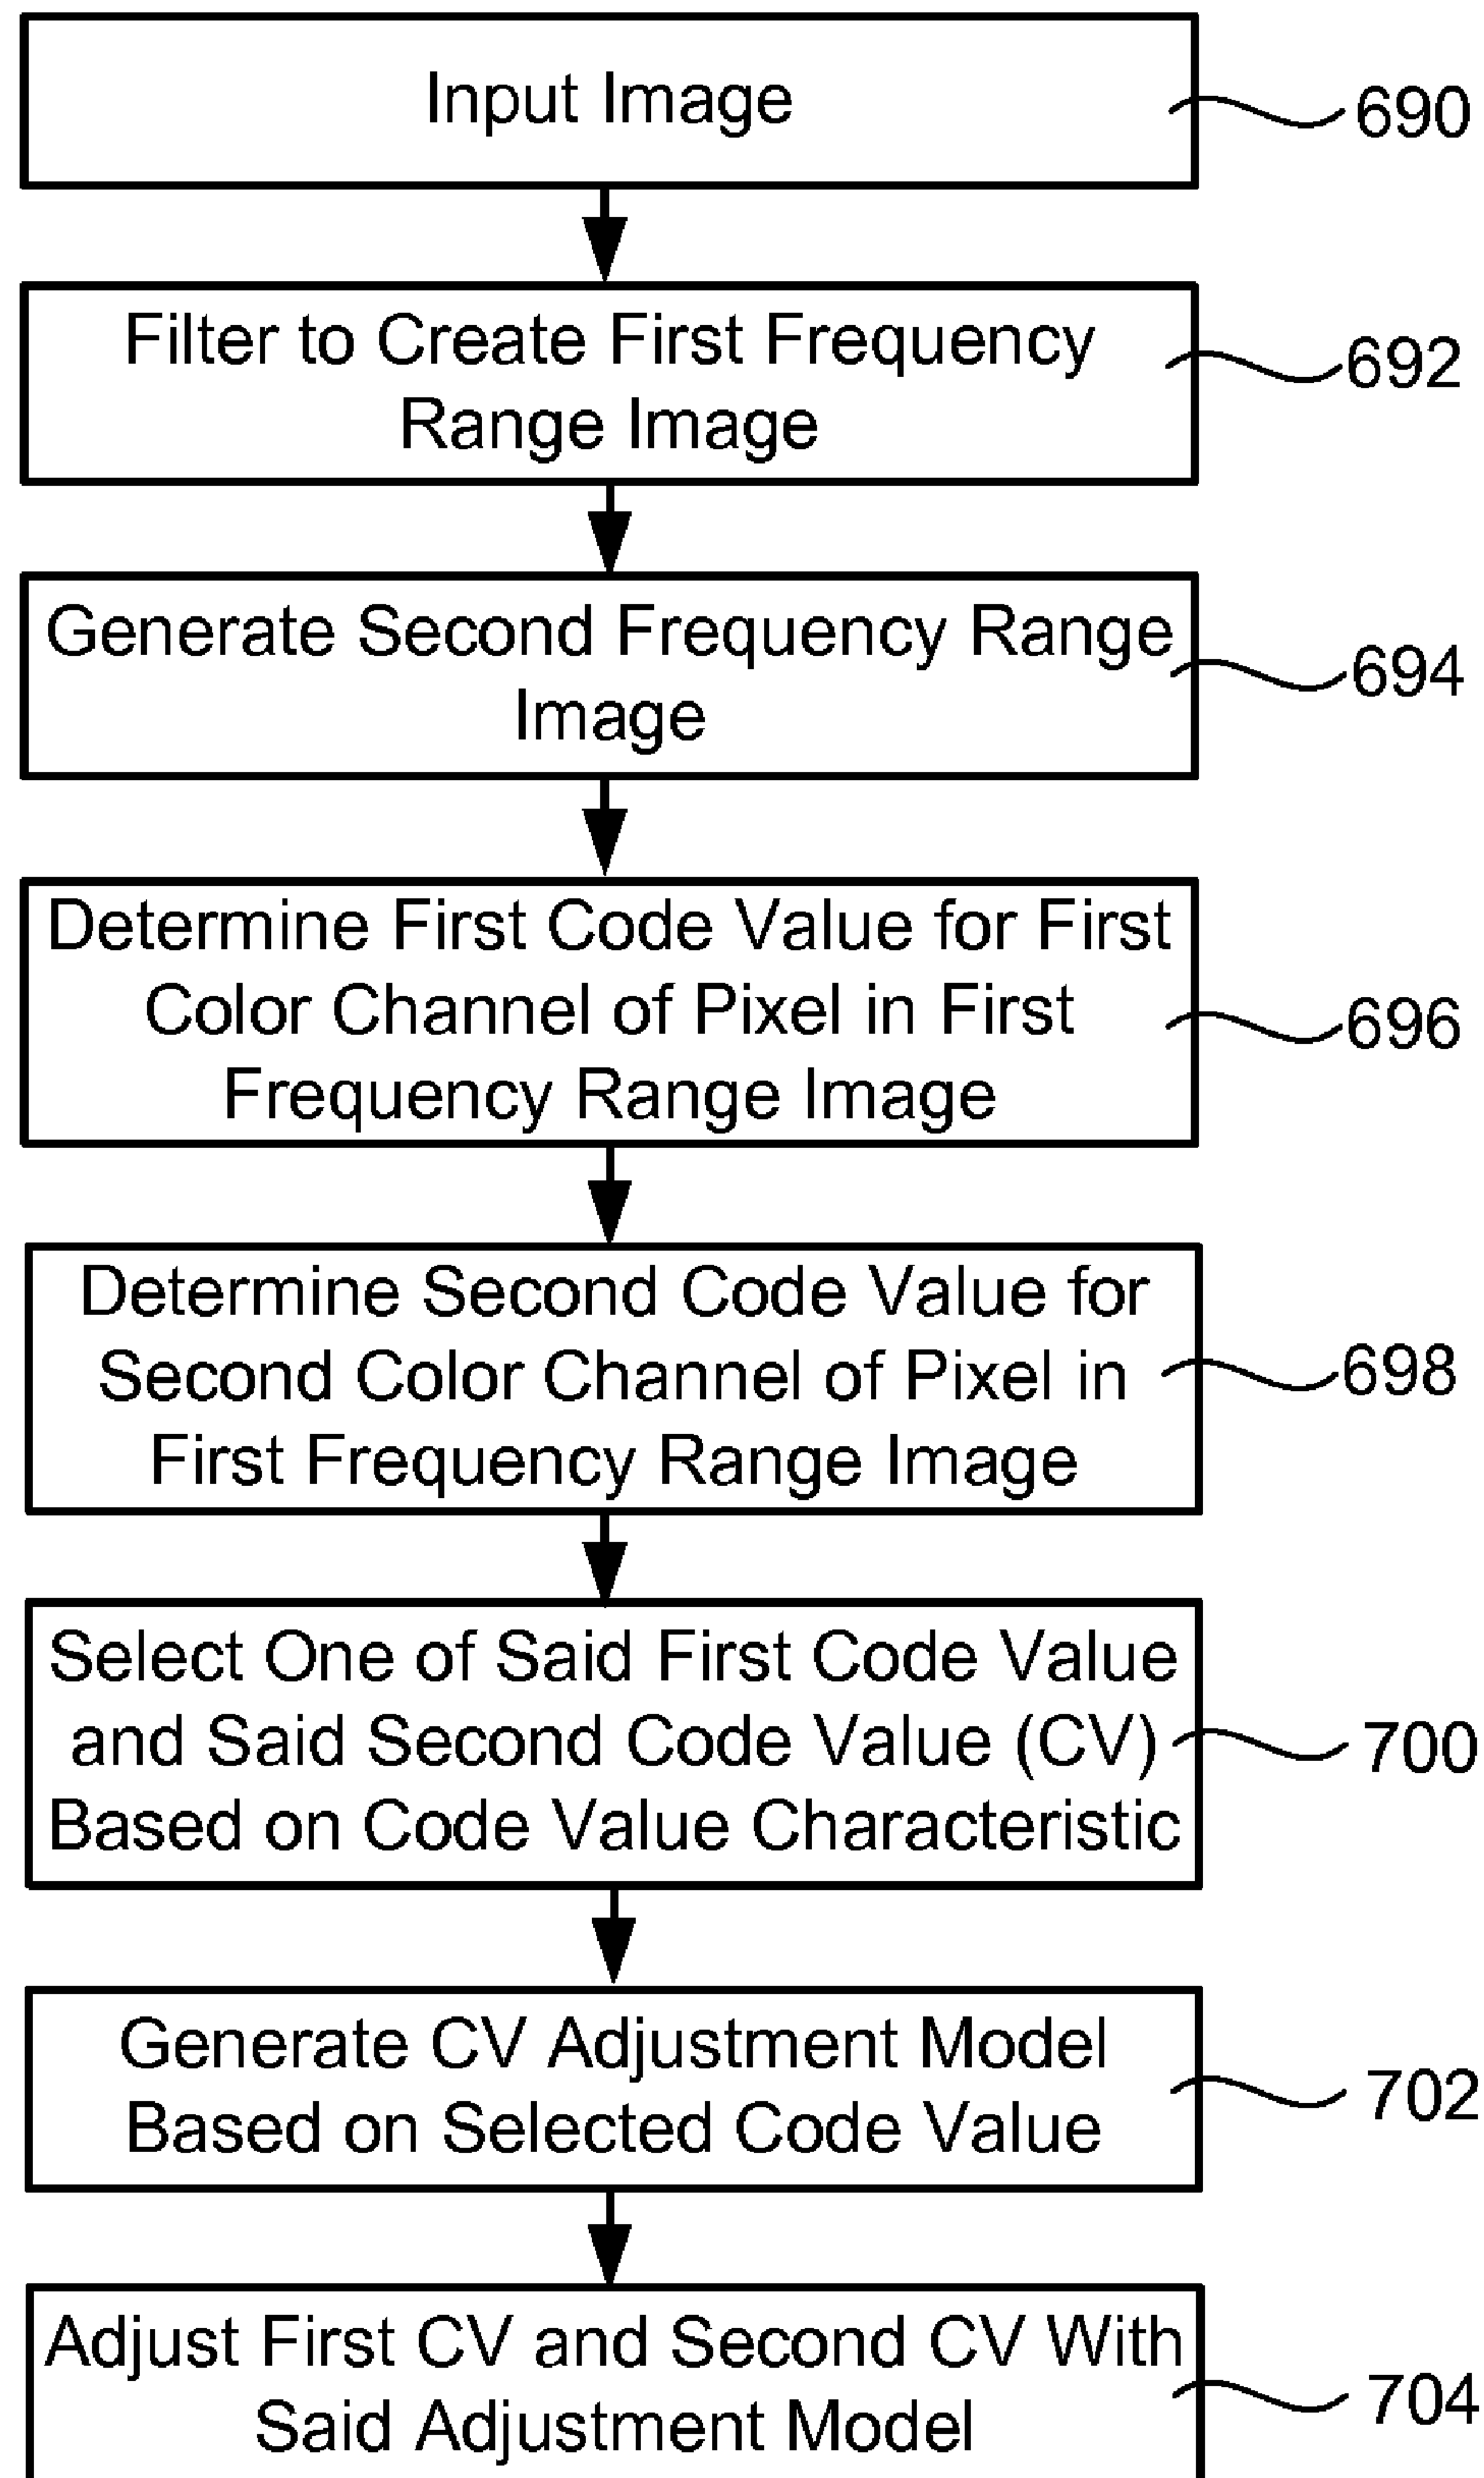 Input Image
690
Filter to Create First Frequency
Range Image
692
Generate Second Frequency Range
Image
694
Determine First Code Value for First
Color Channel of Pixel in First
Frequency Range Image
696
Determine Second Code Value for
Second Color Channel of Pixel in
First Frequency Range Image
698
Select One of Said First Code Value
and Said Second Code Value (CV)
Based on Code Value Characteristic
700
Generate CV Adjustment Model
Based on Selected Code Value
702
Adjust First CV and Second CV With
Said Adjustment Model
704